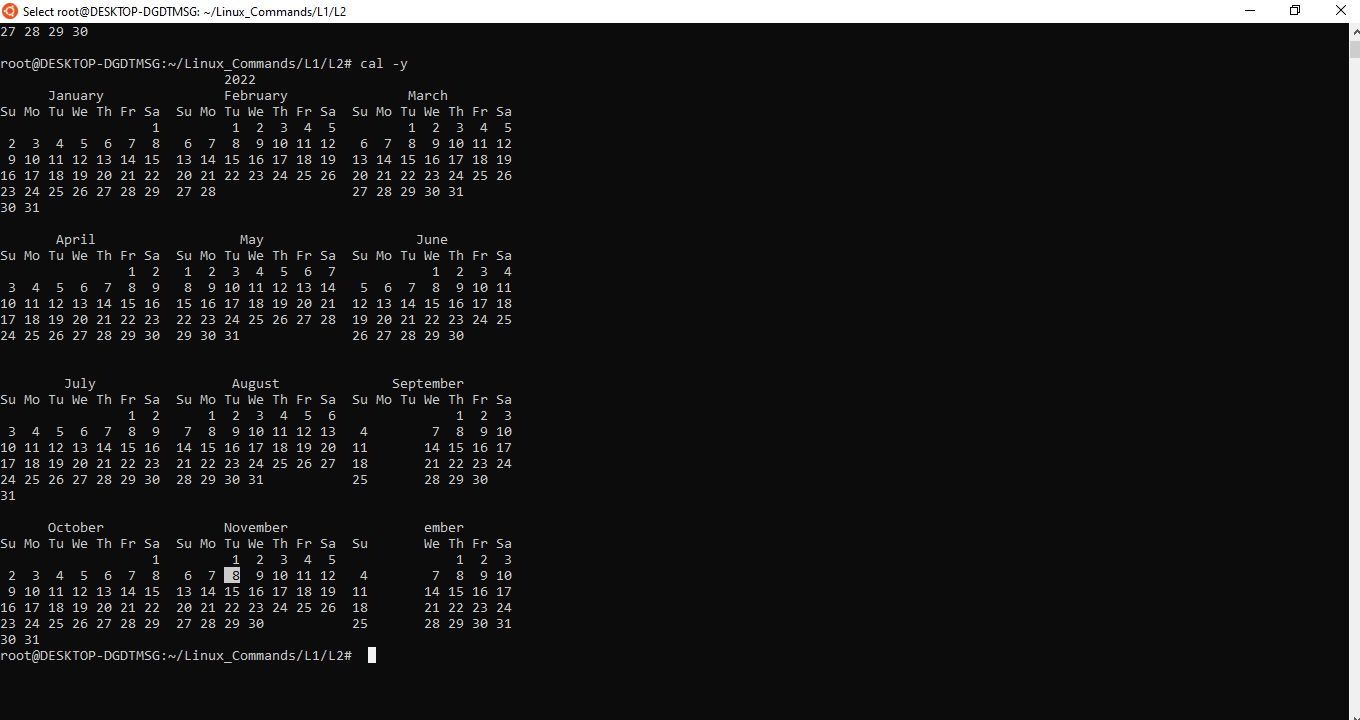 Select root@DESKTOP-DGDTMSG: ~/Linux_Commands/L1/L2
27 28 29 30
root@DESKTOP-DGDTMSG:~/Linux_Commands/L1/L2# cal -y
                            2022
      January               February               March
Su Mo Tu We Th Fr Sa  Su Mo Tu We Th Fr Sa  Su Mo Tu We Th Fr Sa
                   1         1  2  3  4  5         1  2  3  4  5
 2  3  4  5  6  7  8   6  7  8  9 10 11 12   6  7  8  9 10 11 12
 9 10 11 12 13 14 15  13 14 15 16 17 18 19  13 14 15 16 17 18 19
16 17 18 19 20 21 22  20 21 22 23 24 25 26  20 21 22 23 24 25 26
23 24 25 26 27 28 29  27 28                 27 28 29 30 31
30 31
       April                  May                   June
Su Mo Tu We Th Fr Sa  Su Mo Tu We Th Fr Sa  Su Mo Tu We Th Fr Sa
                1  2   1  2  3  4  5  6  7            1  2  3  4
 3  4  5  6  7  8  9   8  9 10 11 12 13 14   5  6  7  8  9 10 11
10 11 12 13 14 15 16  15 16 17 18 19 20 21  12 13 14 15 16 17 18
17 18 19 20 21 22 23  22 23 24 25 26 27 28  19 20 21 22 23 24 25
24 25 26 27 28 29 30  29 30 31              26 27 28 29 30
        July                 August              September
Su Mo Tu We Th Fr Sa  Su Mo Tu We Th Fr Sa  Su Mo Tu We Th Fr Sa
                1  2      1  2  3  4  5  6               1  2  3
 3  4  5  6  7  8  9   7  8  9 10 11 12 13   4        7  8  9 10
10 11 12 13 14 15 16  14 15 16 17 18 19 20  11       14 15 16 17
17 18 19 20 21 22 23  21 22 23 24 25 26 27  18       21 22 23 24
24 25 26 27 28 29 30  28 29 30 31           25       28 29 30
31
      October               November                 ember
Su Mo Tu We Th Fr Sa  Su Mo Tu We Th Fr Sa  Su       We Th Fr Sa
                   1         1  2  3  4  5               1  2  3
 2  3  4  5  6  7  8   6  7  8  9 10 11 12   4        7  8  9 10
 9 10 11 12 13 14 15  13 14 15 16 17 18 19  11       14 15 16 17
16 17 18 19 20 21 22  20 21 22 23 24 25 26  18       21 22 23 24
23 24 25 26 27 28 29  27 28 29 30           25       28 29 30 31
30 31
root@DESKTOP-DGDTMSG:~/Linux_Commands/L1/L2#